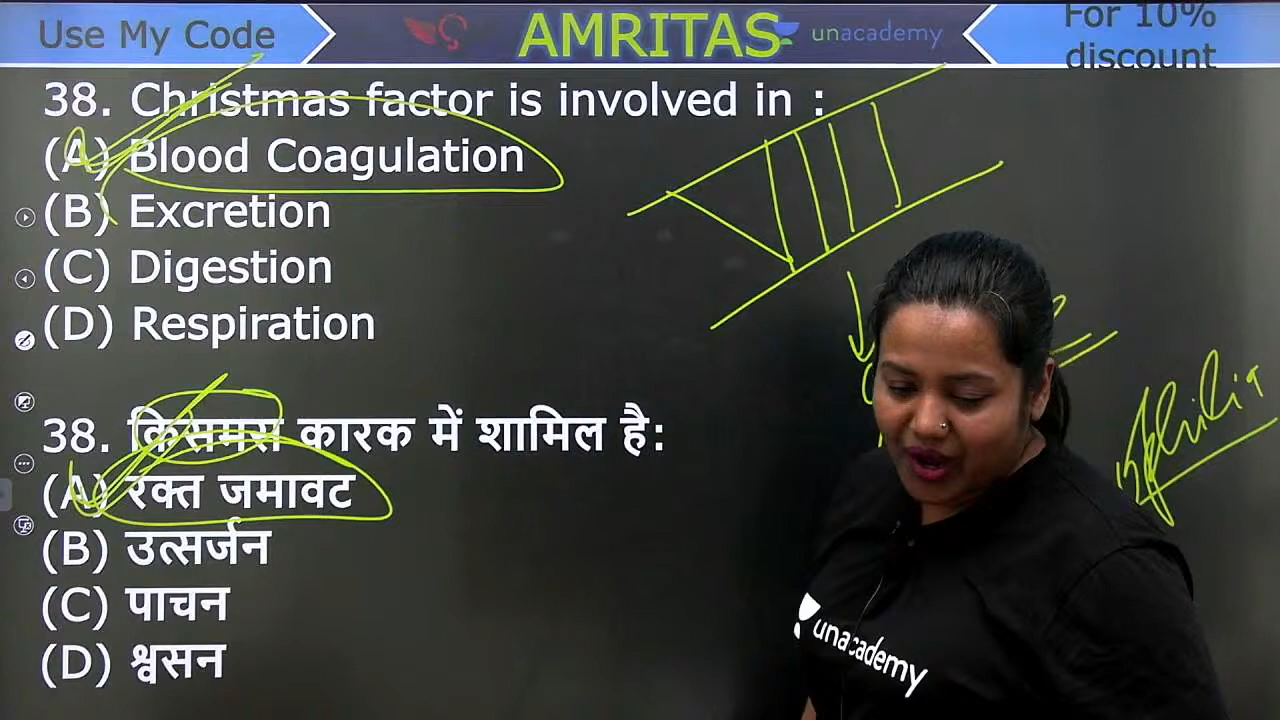 Use My Code
AMRITAS
unacademy
For 10%
discount
38. Christmas factor is involved in :
(A) Blood Coagulation
(B) Excretion
(C) Digestion
(D) Respiration
38. किसमस कारक में शामिल है:
(A) रक्त जमावट
(B) उत्सर्जन
(C) पाचन
(D) श्वसन
unacademy